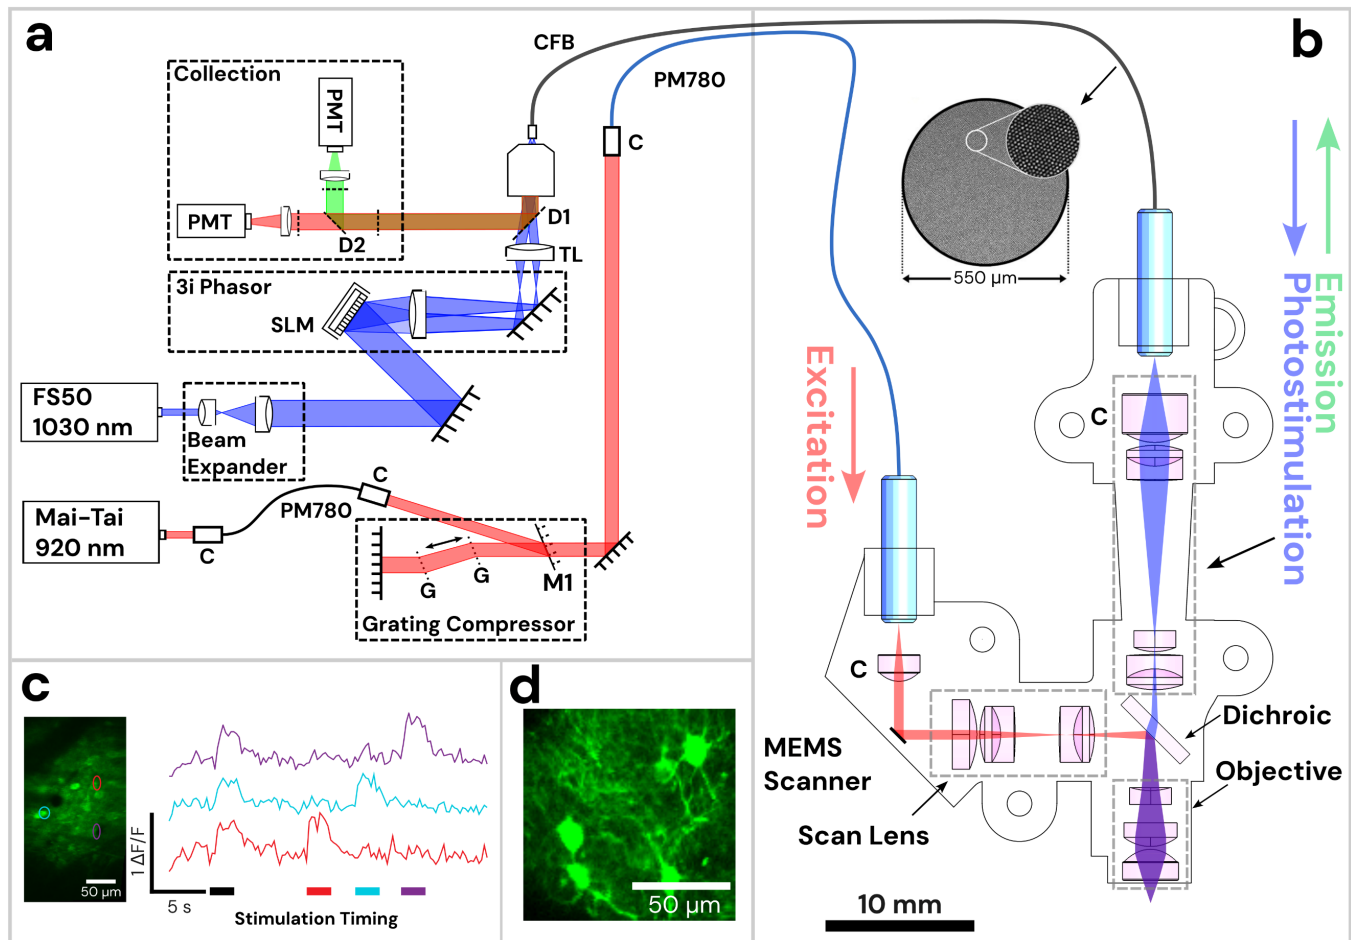 a
Collection
PMT
PMT
D2
CFB
PM780
C
D1
TL
3i Phasor
SLM
FS50
1030 nm
Beam
Expander
Mai-Tai
920 nm
C
PM780
C
G
G
M1
Grating Compressor
b
550 µm
Emission
Photostimulation
Excitation
C
C
MEMS
Scanner
Scan Lens
Dichroic
Objective
10 mm
c
50 µm
1 ΔF/F
5 s
Stimulation Timing
d
50 µm